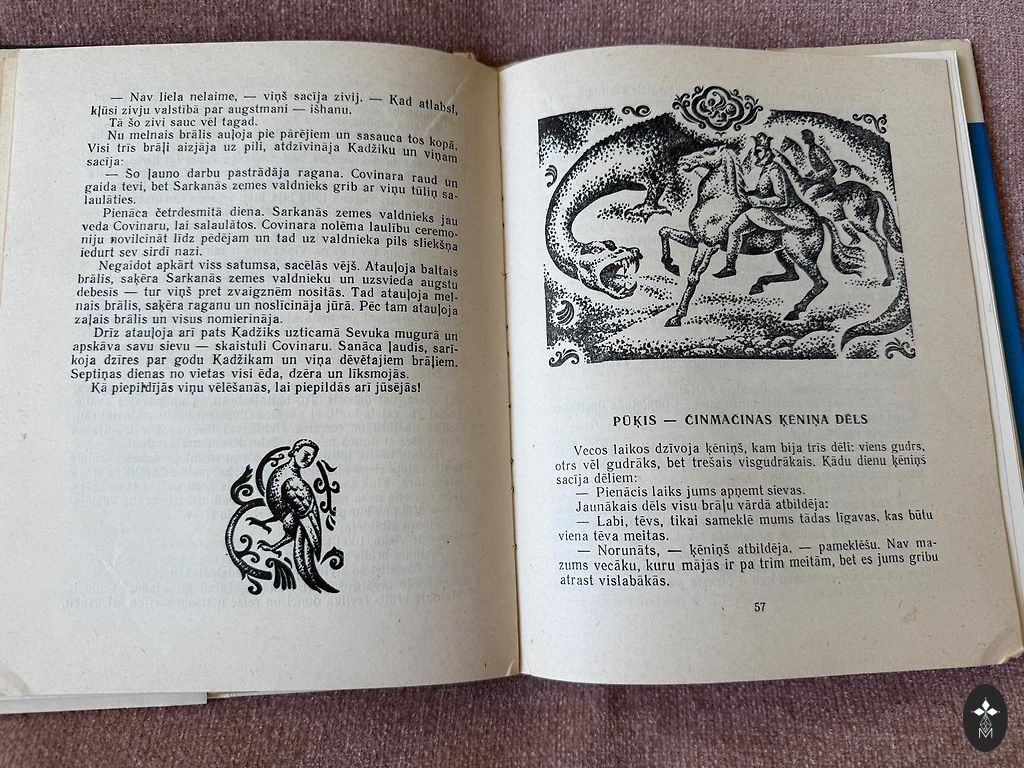 — Nav liela nelaime, — viņš sacīja zivij. — Kad atlabsi,
kļūsi zivju valstībā par augstmani — išhanu.
Tā šo zivi sauc vēl tagad.
Nu melnais brālis auļoja pie pārējiem un sasauca tos kopā.
Visi trīs brāļi aizjāja uz pili, atdzīvināja Kadžiku un viņam
sacīja:
— Šo ļauno darbu pastrādāja ragana. Covinara raud un
gaida tevi, bet Sarkanās zemes valdnieks grib ar viņu tūliņ sa-
laulāties.
Pienāca četrdesmitā diena. Sarkanās zemes valdnieks jau
veda Covinaru, lai salaulātos. Covinara nolēma laulību ceremo-
niju novilcināt līdz pēdējam un tad uz valdnieka pils sliekšņa
iedurt sev sirdī nazi.
Negaidot apkārt viss satumsa, sacēlās vējš. Atauļoja baltais
brālis, saķēra Sarkanās zemes valdnieku un uzsvieda augstu
debesīs — tur viņš pret zvaigznēm nositās. Tad atauļoja mel-
nais brālis, saķēra raganu un noslīcināja jūrā. Pēc tam atauļoja
zaļais brālis un visus nomierināja.
Drīz atauļoja arī pats Kadžiks uzticamā Sevuka mugurā un
apskāva savu sievu — skaistuli Covinaru. Sanāca ļaudis, sarī-
koja dzīres par godu Kadžikam un viņa dēvētajiem brāļiem.
Septiņas dienas no vietas visi ēda, dzēra un līksmojās.
Kā piepildījās viņu vēlēšanās, lai piepildās arī jūsējās!
PŪĶIS — ČINMAČINAS ĶĒNIŅA DĒLS
Vecos laikos dzīvoja ķēniņš, kam bija trīs dēli: viens gudrs,
otrs vēl gudrāks, bet trešais visgudrākais. Kādu dienu ķēniņš
sacīja dēliem:
— Pienācis laiks jums apņemt sievas.
Jaunākais dēls visu brāļu vārdā atbildēja:
— Labi, tēvs, tikai sameklē mums tādas līgavas, kas būtu
viena tēva meitas.
— Norunāts, — ķēniņš atbildēja, — pameklēšu. Nav ma-
zums vecāku, kuru mājās ir pa trim meitām, bet es jums gribu
atrast vislabākās.
57
M